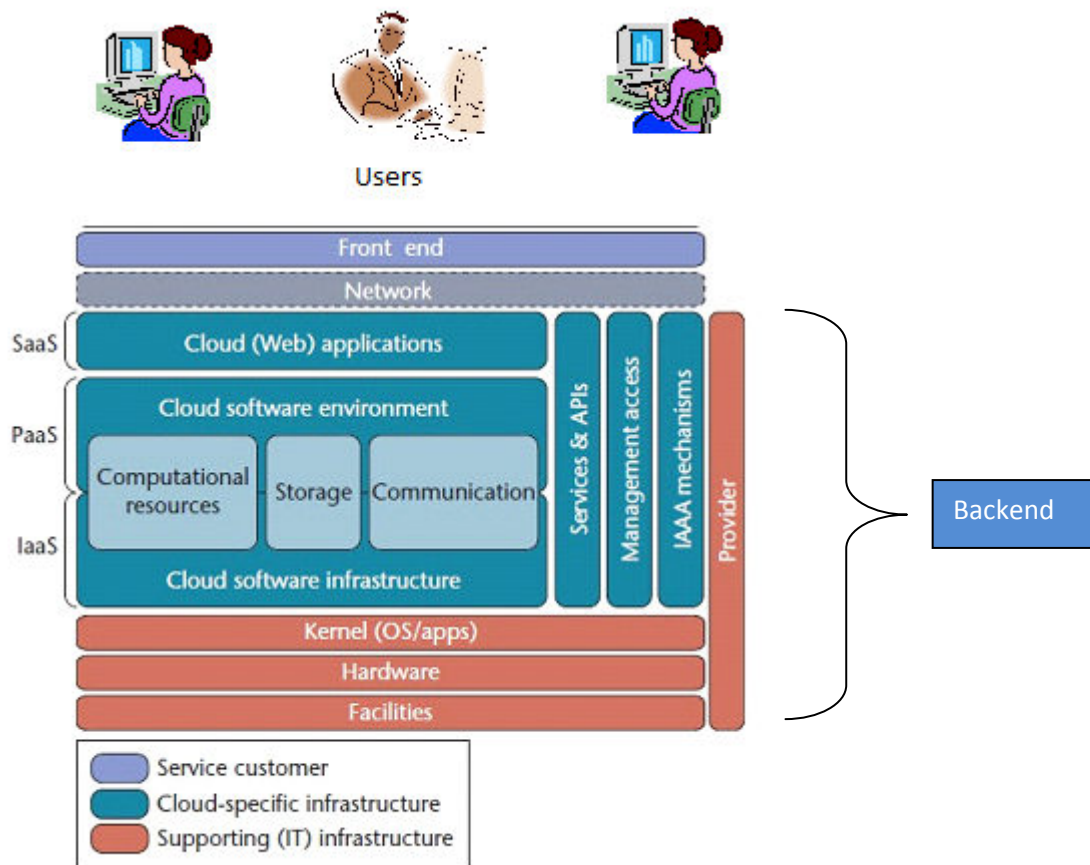 Users
Front end
Network
SaaS
Cloud (Web) applications
PaaS
Cloud software environment
Computational
resources
Storage
Communication
IaaS
Cloud software infrastructure
Services & APIs
Management access
IAAA mechanisms
Provider
Backend
Kernel (OS/apps)
Hardware
Facilities
Service customer
Cloud-specific infrastructure
Supporting (IT) infrastructure